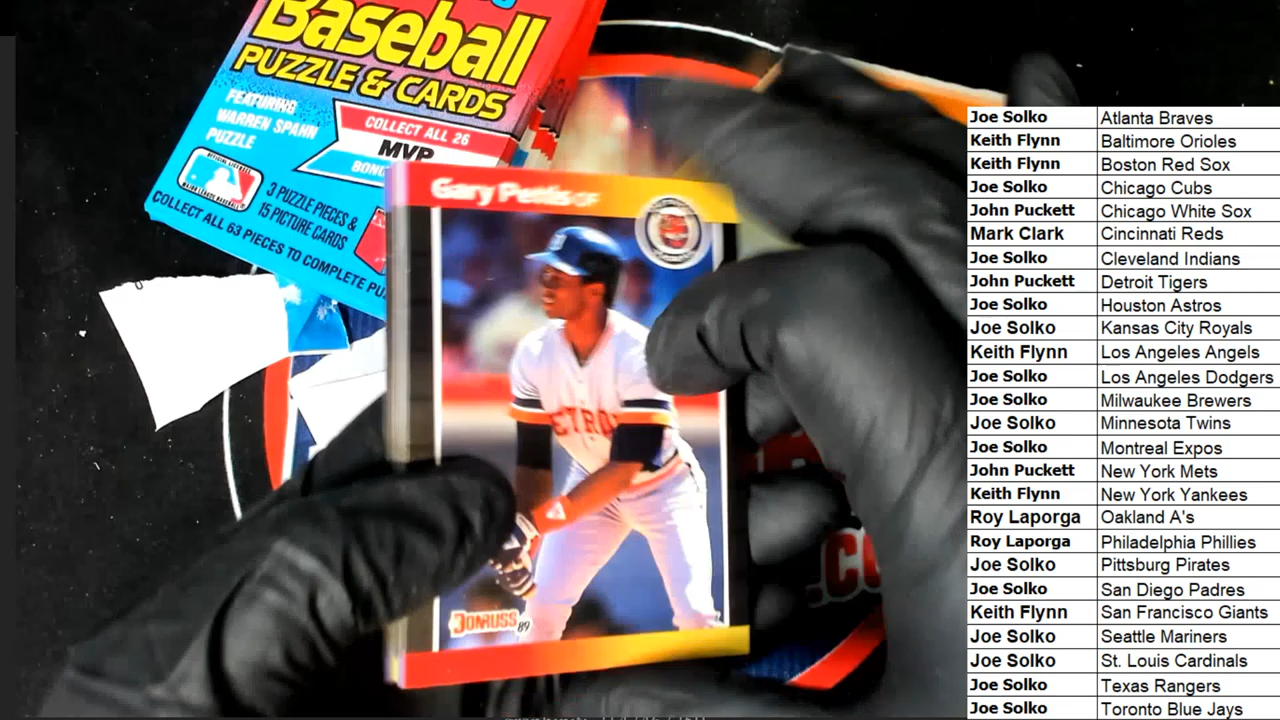 Baseball
PUZZLE & CARDS
FEATURING
WARREN SPAHN
PUZZLE
COLLECT ALL 26
MVP
3 PUZZLE PIECES &
15 PICTURE CARDS
COLLECT ALL 63 PIECES TO COMPLETE
Gary Pettis OF
DETRO
DONRUSS 89
.CO
Joe Solko Atlanta Braves
Keith Flynn Baltimore Orioles
Keith Flynn Boston Red Sox
Joe Solko Chicago Cubs
John Puckett Chicago White Sox
Mark Clark Cincinnati Reds
Joe Solko Cleveland Indians
John Puckett Detroit Tigers
Joe Solko Houston Astros
Joe Solko Kansas City Royals
Keith Flynn Los Angeles Angels
Joe Solko Los Angeles Dodgers
Joe Solko Milwaukee Brewers
Joe Solko Minnesota Twins
Joe Solko Montreal Expos
John Puckett New York Mets
Keith Flynn New York Yankees
Roy Laporga Oakland A's
Roy Laporga Philadelphia Phillies
Joe Solko Pittsburg Pirates
Joe Solko San Diego Padres
Keith Flynn San Francisco Giants
Joe Solko Seattle Mariners
Joe Solko St. Louis Cardinals
Joe Solko Texas Rangers
Joe Solko Toronto Blue Jays